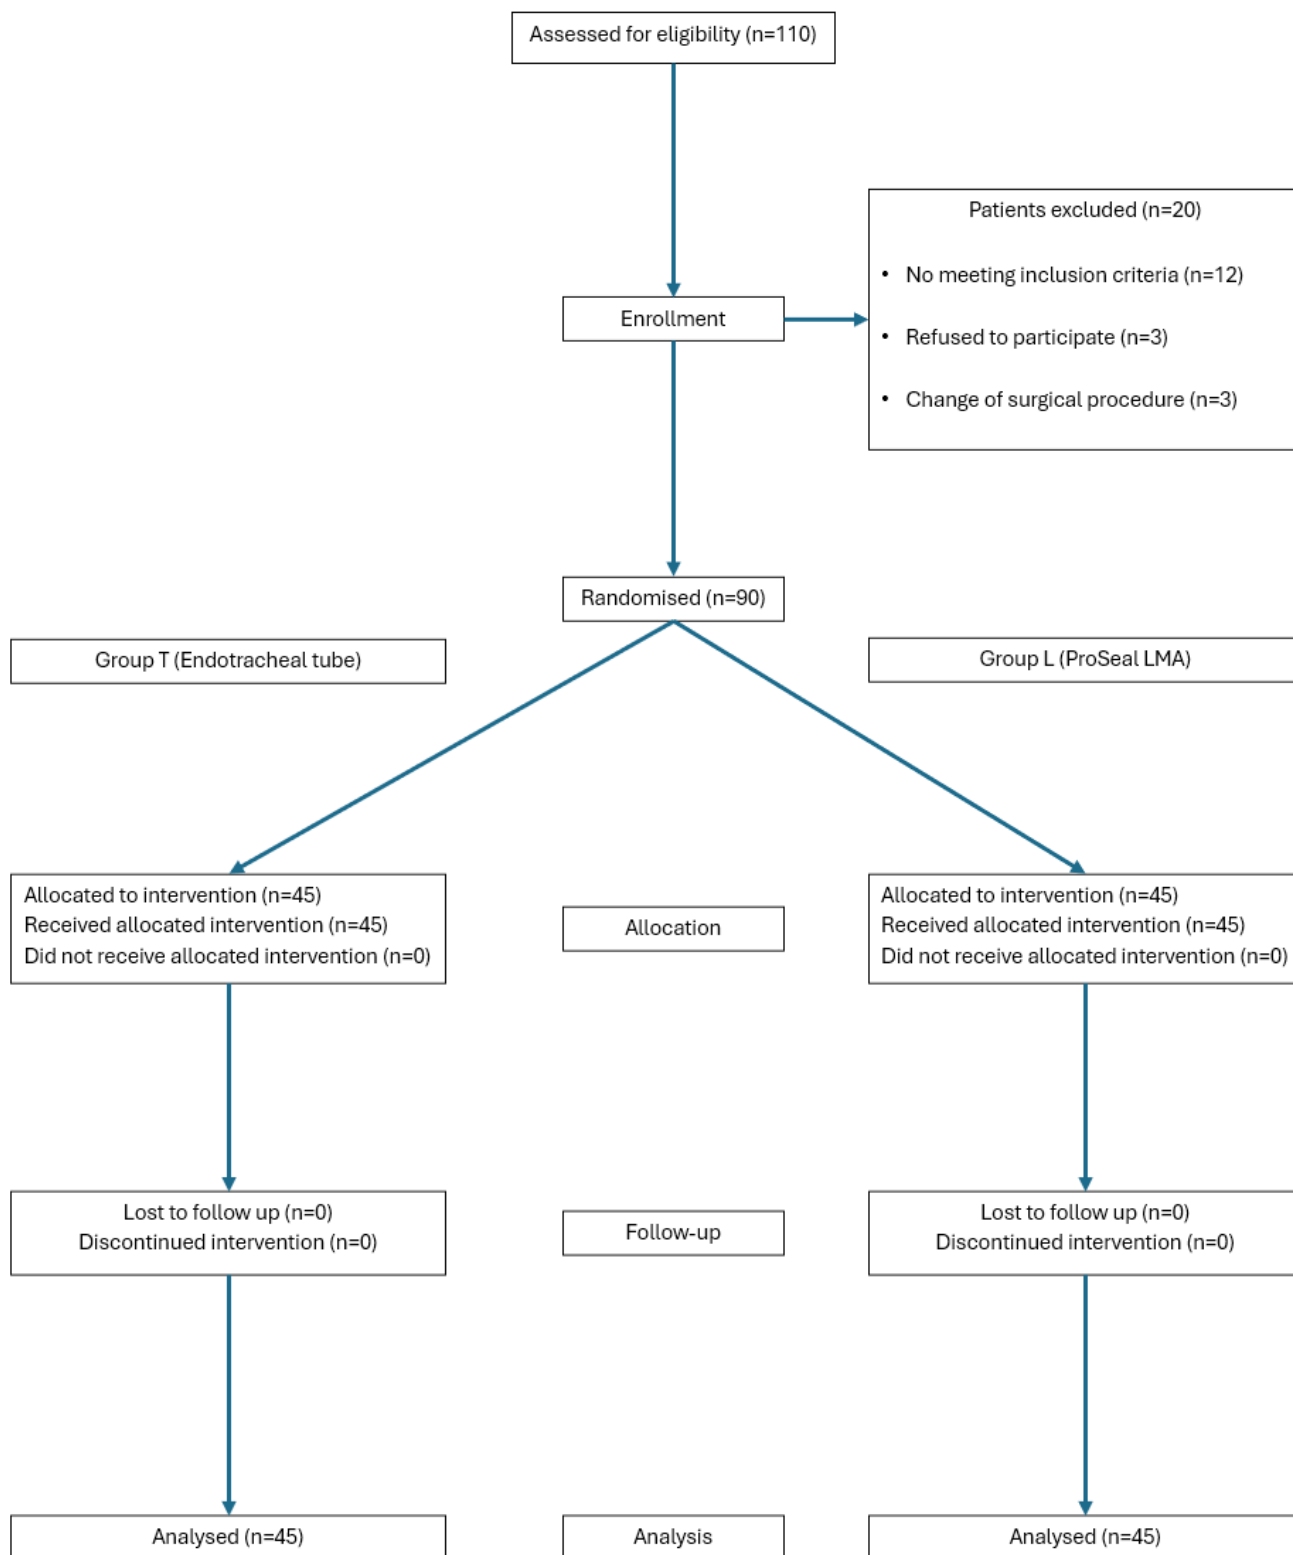 Assessed for eligibility (n=110)
Patients excluded (n=20)
• No meeting inclusion criteria (n=12)
• Refused to participate (n=3)
• Change of surgical procedure (n=3)
Enrollment
Randomised (n=90)
Group T (Endotracheal tube)
Group L (ProSeal LMA)
Allocated to intervention (n=45)
Received allocated intervention (n=45)
Did not receive allocated intervention (n=0)
Allocation
Allocated to intervention (n=45)
Received allocated intervention (n=45)
Did not receive allocated intervention (n=0)
Lost to follow up (n=0)
Discontinued intervention (n=0)
Follow-up
Lost to follow up (n=0)
Discontinued intervention (n=0)
Analysed (n=45)
Analysis
Analysed (n=45)